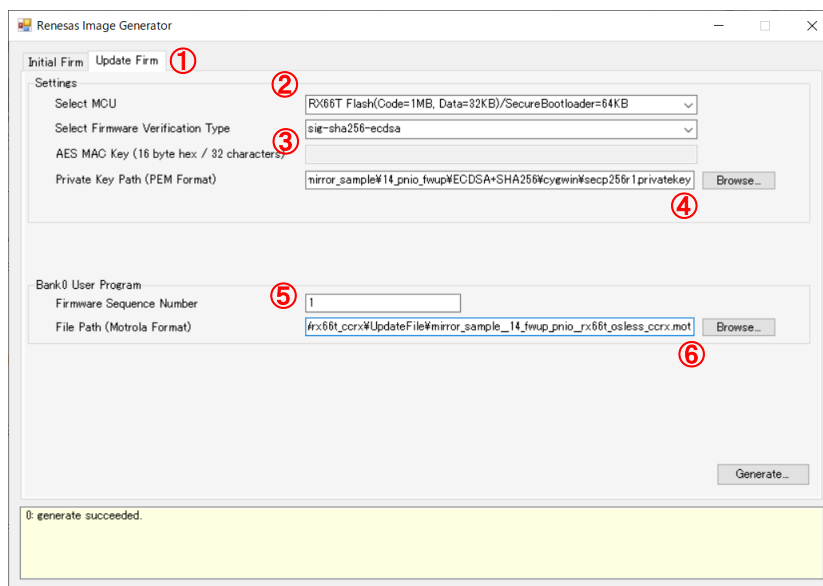 Renesas Image Generator
Initial Firm Update Firm ①
Settings ②
Select MCU RX66T Flash(Code=1MB, Data=32KB)/SecureBootloader=64KB
Select Firmware Verification Type sig-sha256-ecdsa
③
AES MAC Key (16 byte hex / 32 characters)
Private Key Path (PEM Format) mirror_sample¥14_pnio_fwup¥ECDSA+SHA256¥cygwin¥secp256r1.privatekey Browse...
④
Bank0 User Program
Firmware Sequence Number ⑤ 1
File Path (Motrola Format) rx66t_ccrx¥UpdateFile¥mirror_sample__14_fwup_pnio_rx66t_osless_ccrx.mot Browse...
⑥
Generate...
0: generate succeeded.